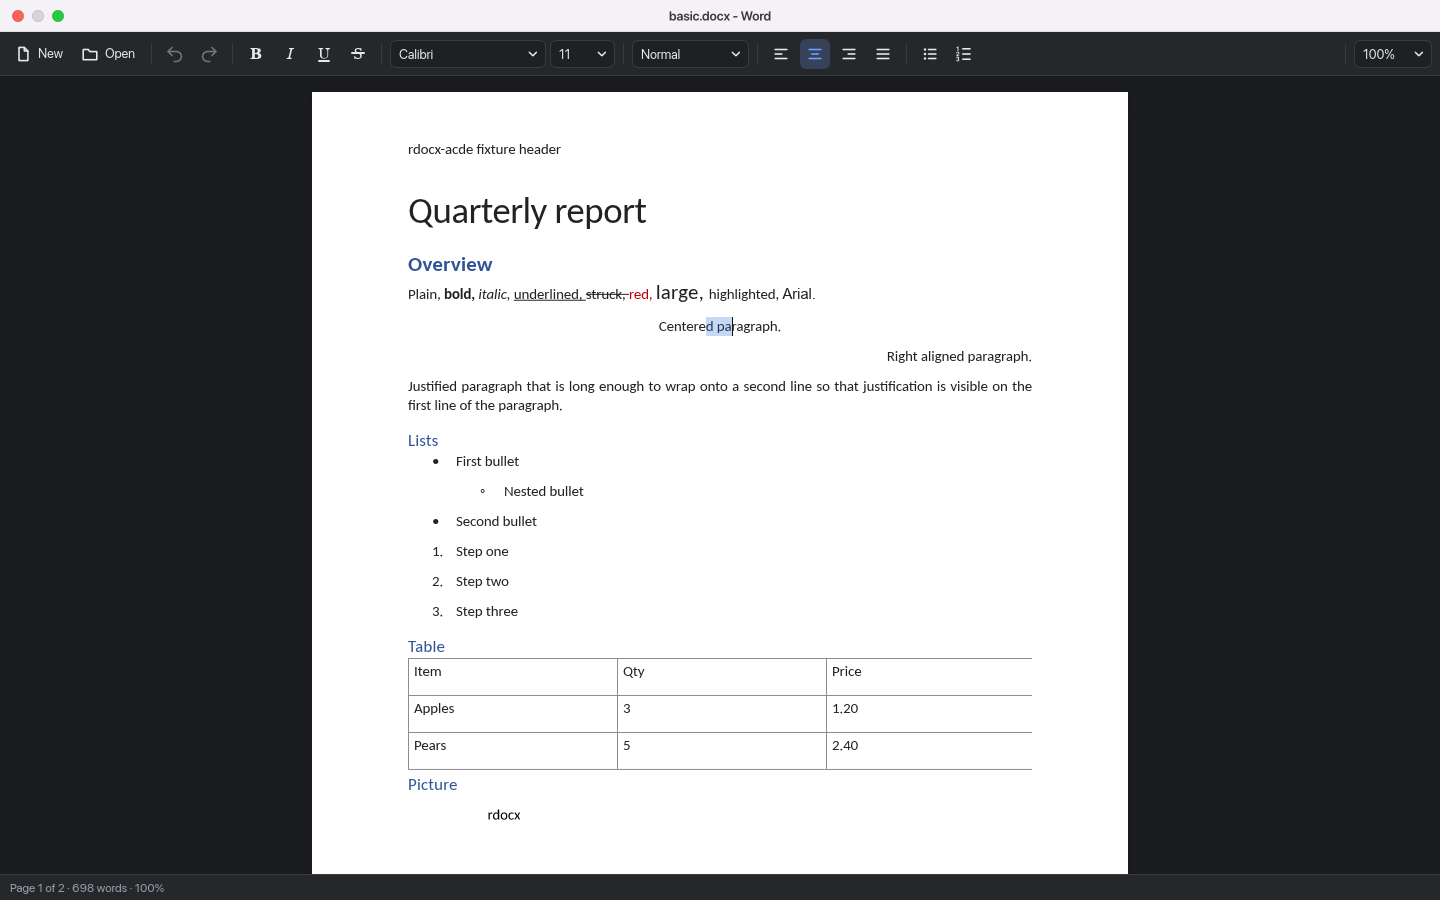 basic.docx - Word
New Open B I U S Calibri 11 Normal 100%
rdocx-acde fixture header
Quarterly report
Overview
Plain, bold, italic, underlined, struck, red, large, highlighted, Arial.
Centered paragraph.
Right aligned paragraph.
Justified paragraph that is long enough to wrap onto a second line so that justification is visible on the
first line of the paragraph.
Lists
• First bullet
◦ Nested bullet
• Second bullet
1. Step one
2. Step two
3. Step three
Table
Item Qty Price
Apples 3 1.20
Pears 5 2.40
Picture
rdocx
Page 1 of 2 · 698 words · 100%